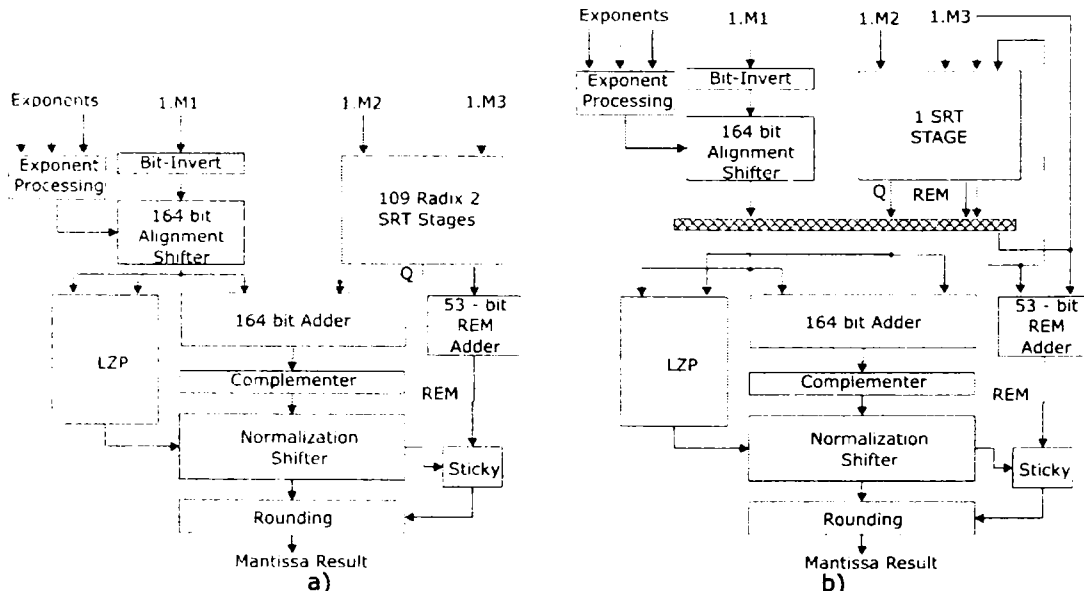 Exponents
1.M1
1.M2
1.M3
Exponent
Processing
Bit-Invert
164 bit
Alignment
Shifter
109 Radix 2
SRT Stages
Q
LZP
164 bit Adder
53 - bit
REM
Adder
Complementer
REM
Normalization
Shifter
Sticky
Rounding
Mantissa Result
a)
Exponents
1.M1
1.M2
1.M3
Exponent
Processing
Bit-Invert
164 bit
Alignment
Shifter
1 SRT
STAGE
Q
REM
LZP
164 bit Adder
53 - bit
REM
Adder
Complementer
REM
Normalization
Shifter
Sticky
Rounding
Mantissa Result
b)